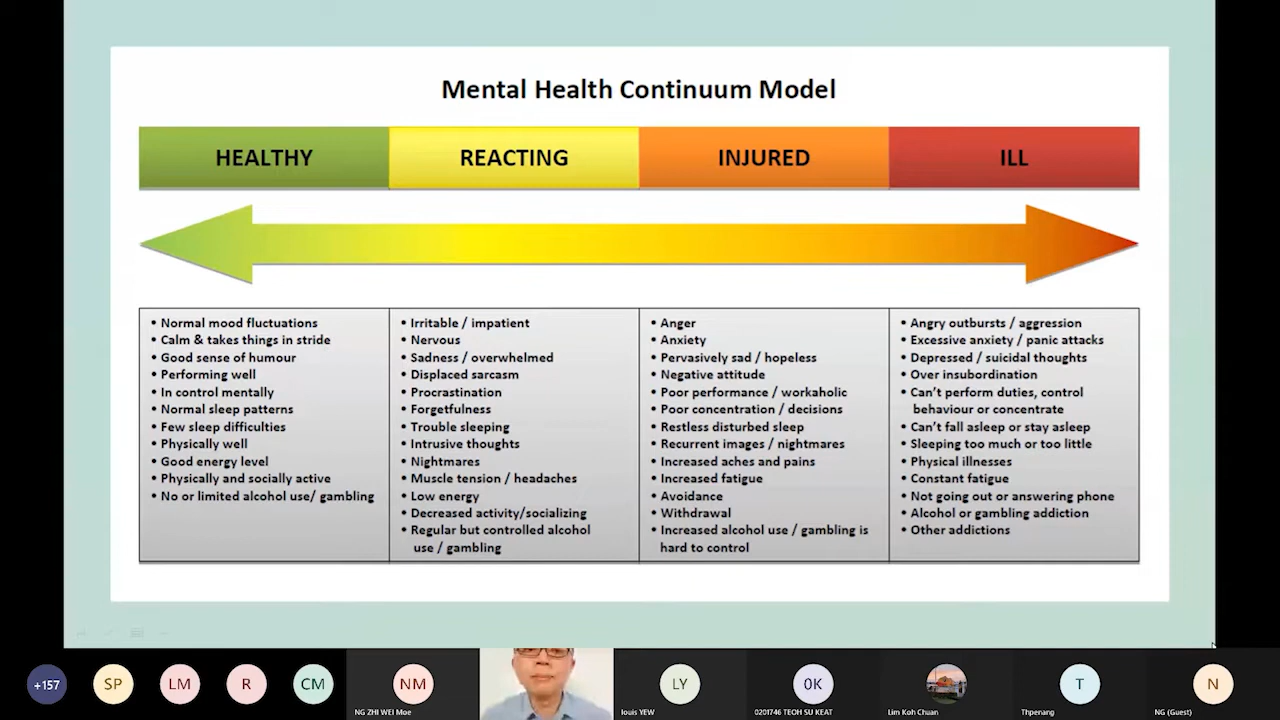 Mental Health Continuum Model
HEALTHY
REACTING
INJURED
ILL
• Normal mood fluctuations
• Calm & takes things in stride
• Good sense of humour
• Performing well
• In control mentally
• Normal sleep patterns
• Few sleep difficulties
• Physically well
• Good energy level
• Physically and socially active
• No or limited alcohol use/ gambling
• Irritable / impatient
• Nervous
• Sadness / overwhelmed
• Displaced sarcasm
• Procrastination
• Forgetfulness
• Trouble sleeping
• Intrusive thoughts
• Nightmares
• Muscle tension / headaches
• Low energy
• Decreased activity/socializing
• Regular but controlled alcohol
use / gambling
• Anger
• Anxiety
• Pervasively sad / hopeless
• Negative attitude
• Poor performance / workaholic
• Poor concentration / decisions
• Restless disturbed sleep
• Recurrent images / nightmares
• Increased aches and pains
• Increased fatigue
• Avoidance
• Withdrawal
• Increased alcohol use / gambling is
hard to control
• Angry outbursts / aggression
• Excessive anxiety / panic attacks
• Depressed / suicidal thoughts
• Over insubordination
• Can't perform duties, control
behaviour or concentrate
• Can't fall asleep or stay asleep
• Sleeping too much or too little
• Physical illnesses
• Constant fatigue
• Not going out or answering phone
• Alcohol or gambling addiction
• Other addictions
+157
SP
LM
R
CM
NM
NG ZHI WEI Moe
LY
louis YEW
0K
0201746 TEOH SU KEAT
Lim Koh Chuan
T
Thpenang
N
NG (Guest)